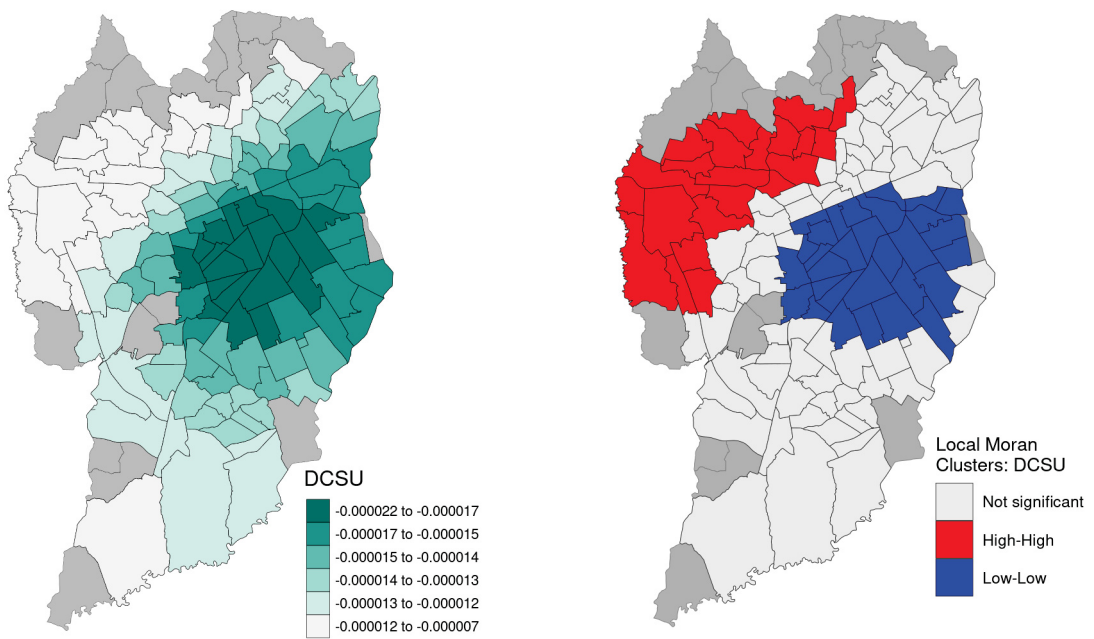 DCSU
-0.000022 to -0.000017
-0.000017 to -0.000015
-0.000015 to -0.000014
-0.000014 to -0.000013
-0.000013 to -0.000012
-0.000012 to -0.000007
Local Moran
Clusters: DCSU
Not significant
High-High
Low-Low